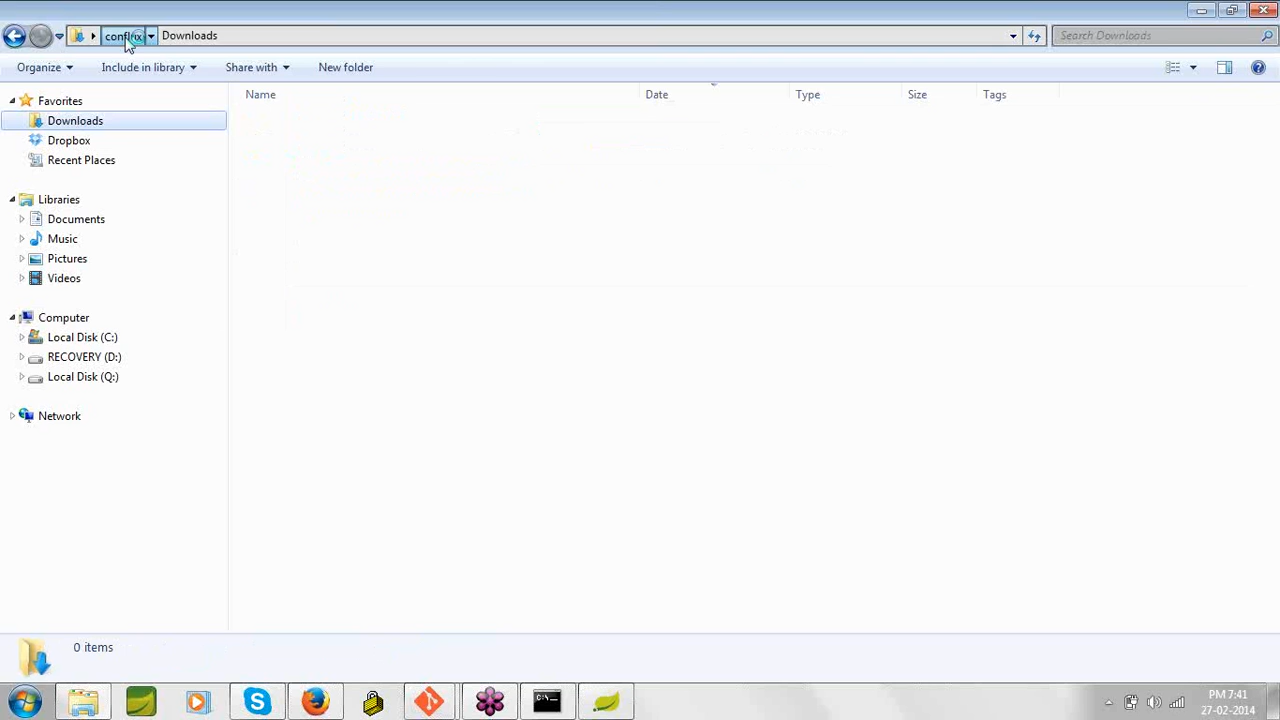 Downloads
Search Downloads
Organize
Include in library
Share with
New folder
Name
Date
Type
Size
Tags
Favorites
Downloads
Dropbox
Recent Places
Libraries
Documents
Music
Pictures
Videos
Computer
Local Disk (C:)
RECOVERY (D:)
Local Disk (Q:)
Network
0 items
PM 7:41
27-02-2014